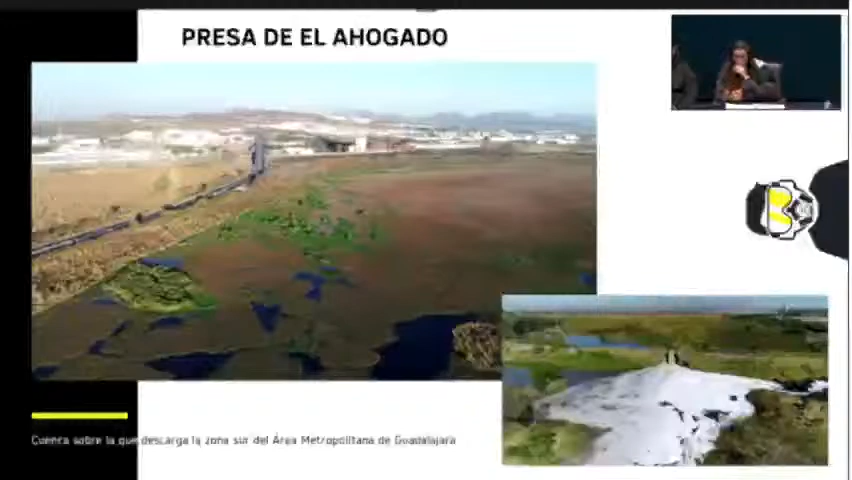 PRESA DE EL AHOGADO
Cuenca sobre la que descarga la zona sur del Área Metropolitana de Guadalajara